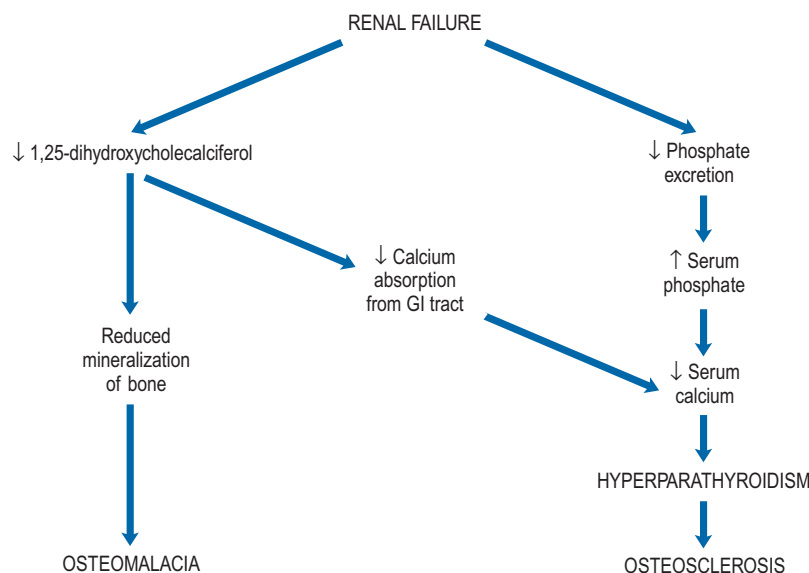 RENAL FAILURE
↓ 1,25-dihydroxycholecalciferol
↓ Phosphate
excretion
↓ Calcium
absorption
from GI tract
↑ Serum
phosphate
Reduced
mineralization
of bone
↓ Serum
calcium
HYPERPARATHYROIDISM
OSTEOMALACIA
OSTEOSCLEROSIS